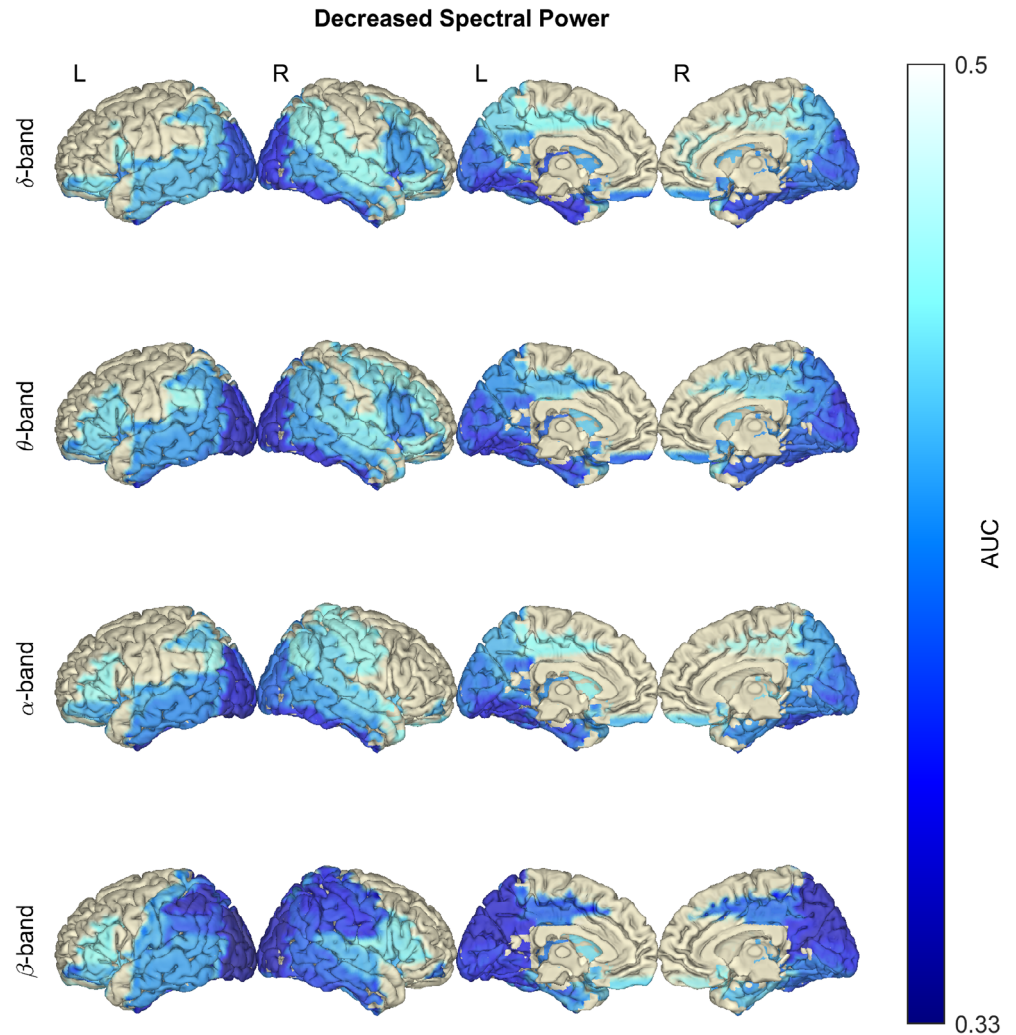 Decreased Spectral Power
L R L R
δ-band
θ-band
α-band
β-band
0.5
AUC
0.33